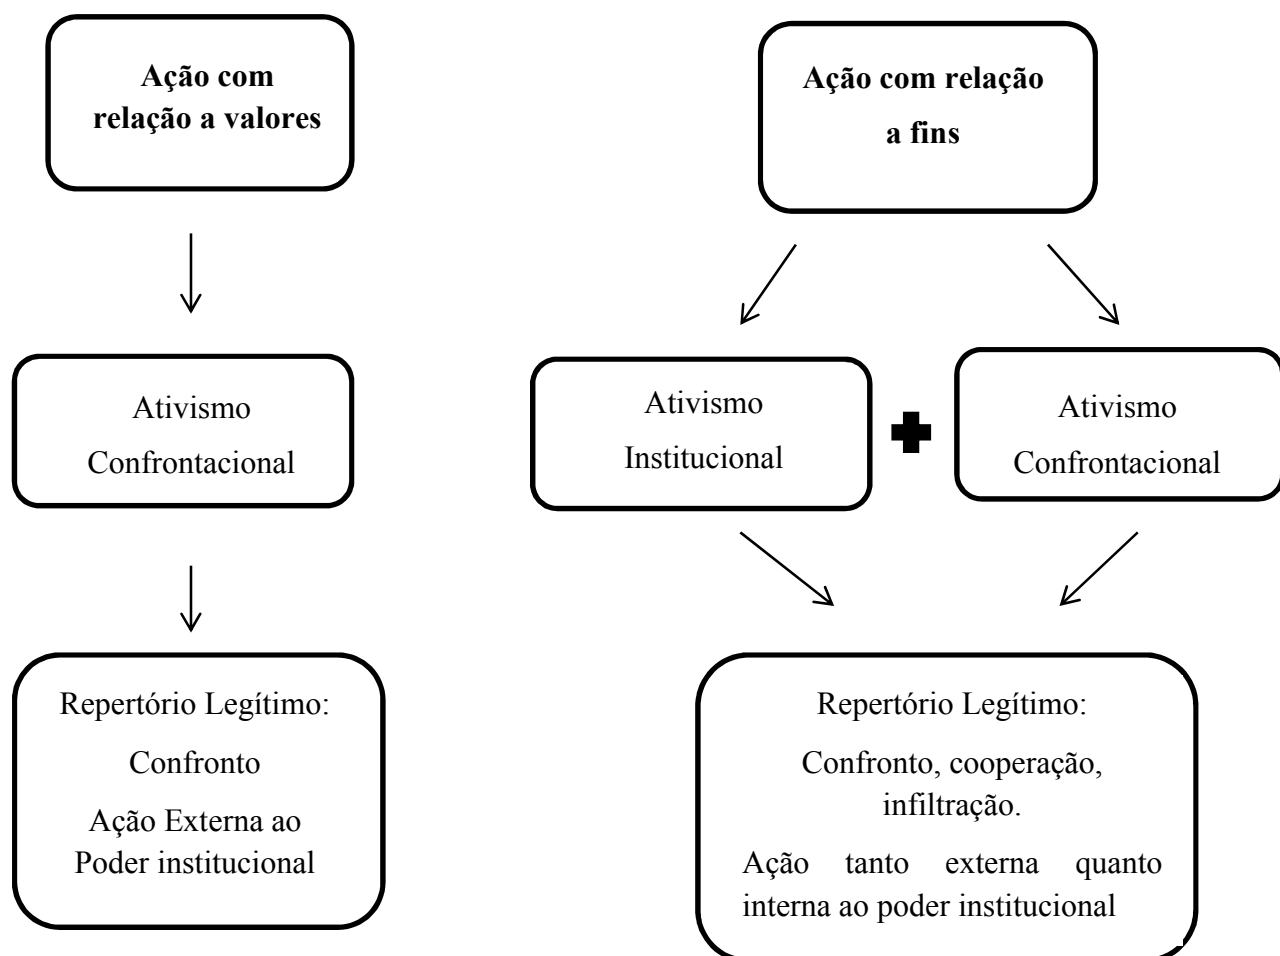 Ação com
relação a valores
Ação com relação
a fins
Ativismo
Confrontacional
Ativismo
Institucional
Ativismo
Confrontacional
Repertório Legítimo:
Confronto
Ação Externa ao
Poder institucional
Repertório Legítimo:
Confronto, cooperação,
infiltração.
Ação tanto externa quanto
interna ao poder institucional